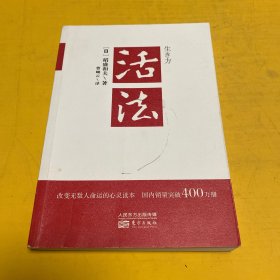 生き方
活法
［日］稻盛和夫 著
曹岫云 译
改变无数人命运的心灵读本 国内销量突破400万册
人民东方出版传媒
东方出版社